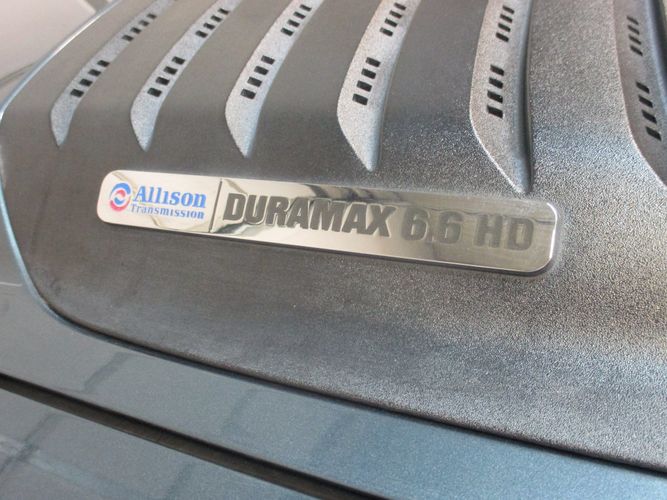 Allison
Transmission
DURAMAX 6.6 HD